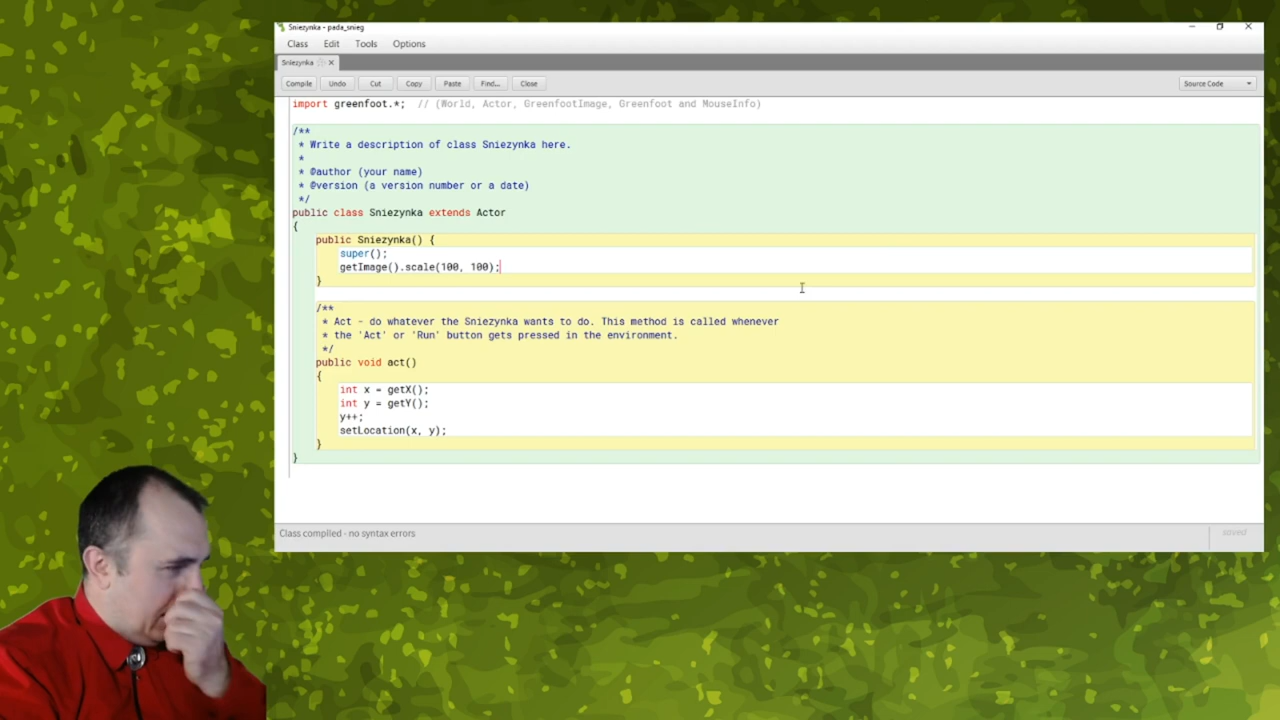 Sniezynka - pada_snieg
Class Edit Tools Options
Sniezynka
Compile Undo Cut Copy Paste Find... Close Source Code
import greenfoot.*;  // (World, Actor, GreenfootImage, Greenfoot and MouseInfo)
/**
 * Write a description of class Sniezynka here.
 *
 * @author (your name)
 * @version (a version number or a date)
 */
public class Sniezynka extends Actor
{
    public Sniezynka() {
        super();
        getImage().scale(100, 100);
    }
    /**
     * Act - do whatever the Sniezynka wants to do. This method is called whenever
     * the 'Act' or 'Run' button gets pressed in the environment.
     */
    public void act()
    {
        int x = getX();
        int y = getY();
        y++;
        setLocation(x, y);
    }
}
Class compiled - no syntax errors
saved